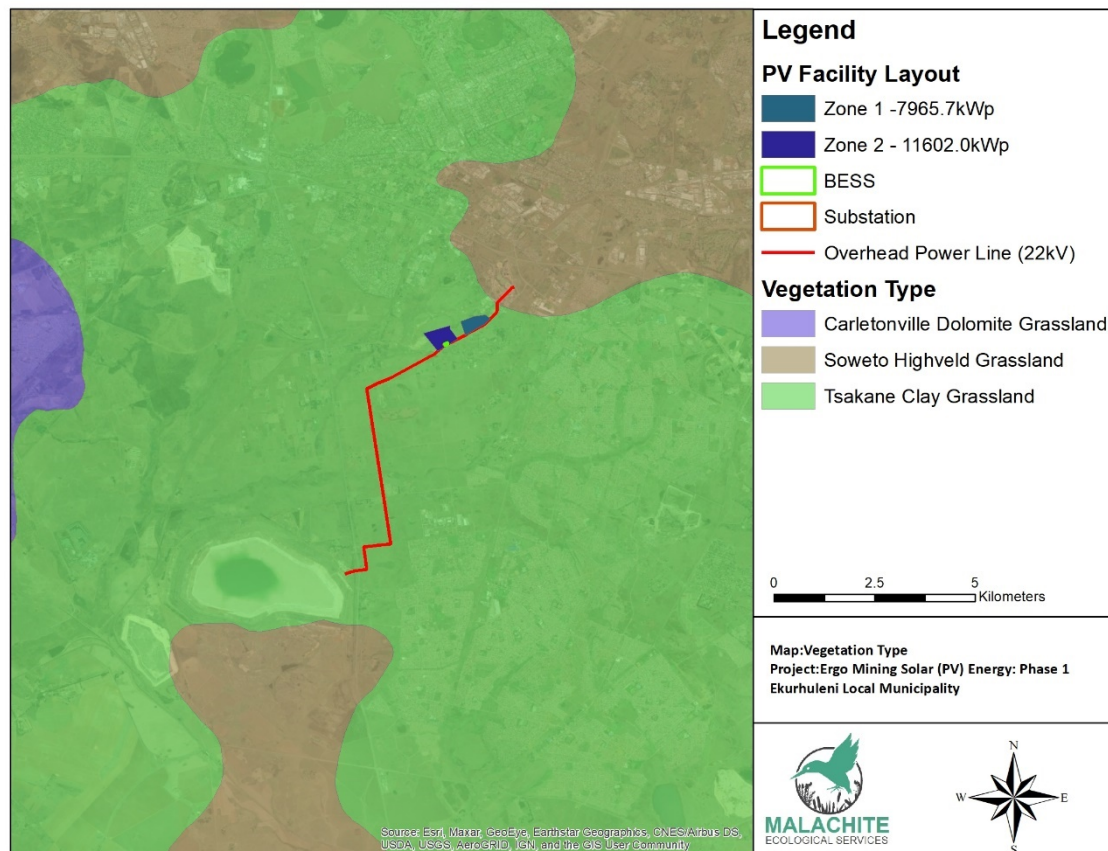 Legend
PV Facility Layout
Zone 1 -7965.7kWp
Zone 2 - 11602.0kWp
BESS
Substation
Overhead Power Line (22kV)
Vegetation Type
Carletonville Dolomite Grassland
Soweto Highveld Grassland
Tsakane Clay Grassland
0 2.5 5
Kilometers
Map:Vegetation Type
Project:Ergo Mining Solar (PV) Energy: Phase 1
Ekurhuleni Local Municipality
MALACHITE
ECOLOGICAL SERVICES
N
W E
S
Source: Esri, Maxar, GeoEye, Earthstar Geographics, CNES/Airbus DS,
USDA, USGS, AeroGRID, IGN, and the GIS User Community